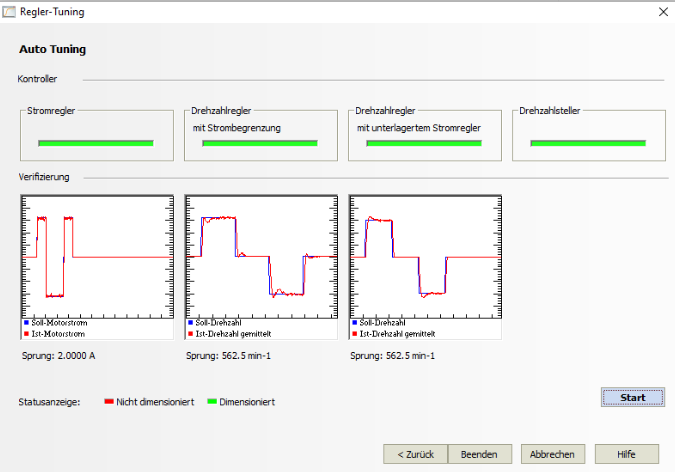 Regler-Tuning
Auto Tuning
Kontroller
Stromregler
Drehzahlregler
mit Strombegrenzung
Drehzahlregler
mit unterlagertem Stromregler
Drehzahlsteller
Verifizierung
Soll-Motorstrom
Ist-Motorstrom
Sprung: 2.0000 A
Soll-Drehzahl
Ist-Drehzahl gemittelt
Sprung: 562.5 min-1
Soll-Drehzahl
Ist-Drehzahl gemittelt
Sprung: 562.5 min-1
Statusanzeige: Nicht dimensioniert Dimensioniert
Start
< Zurück Beenden Abbrechen Hilfe